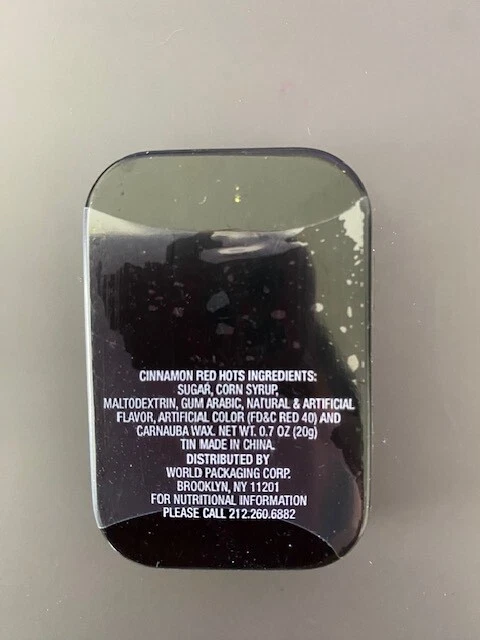 CINNAMON RED HOTS INGREDIENTS:
SUGAR, CORN SYRUP,
MALTODEXTRIN, GUM ARABIC, NATURAL & ARTIFICIAL
FLAVOR, ARTIFICIAL COLOR (FD&C RED 40) AND
CARNAUBA WAX. NET WT. 0.7 OZ (20g)
TIN MADE IN CHINA.
DISTRIBUTED BY
WORLD PACKAGING CORP.
BROOKLYN, NY 11201
FOR NUTRITIONAL INFORMATION
PLEASE CALL 212.260.6882